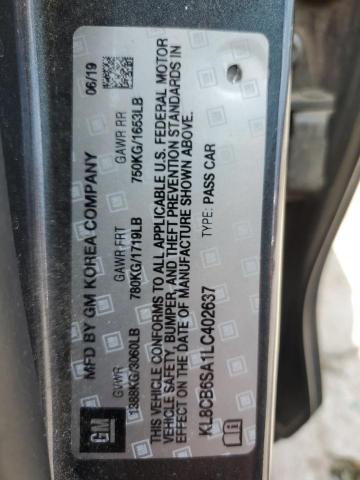 GM
MFD BY GM KOREA COMPANY 06/19
GVWR GAWR FRT GAWR RR
1388KG/3060LB 780KG/1719LB 750KG/1653LB
THIS VEHICLE CONFORMS TO ALL APPLICABLE U.S. FEDERAL MOTOR
VEHICLE SAFETY, BUMPER, AND THEFT PREVENTION STANDARDS IN
EFFECT ON THE DATE OF MANUFACTURE SHOWN ABOVE.
KL8CB6SA1LC402637 TYPE: PASS CAR